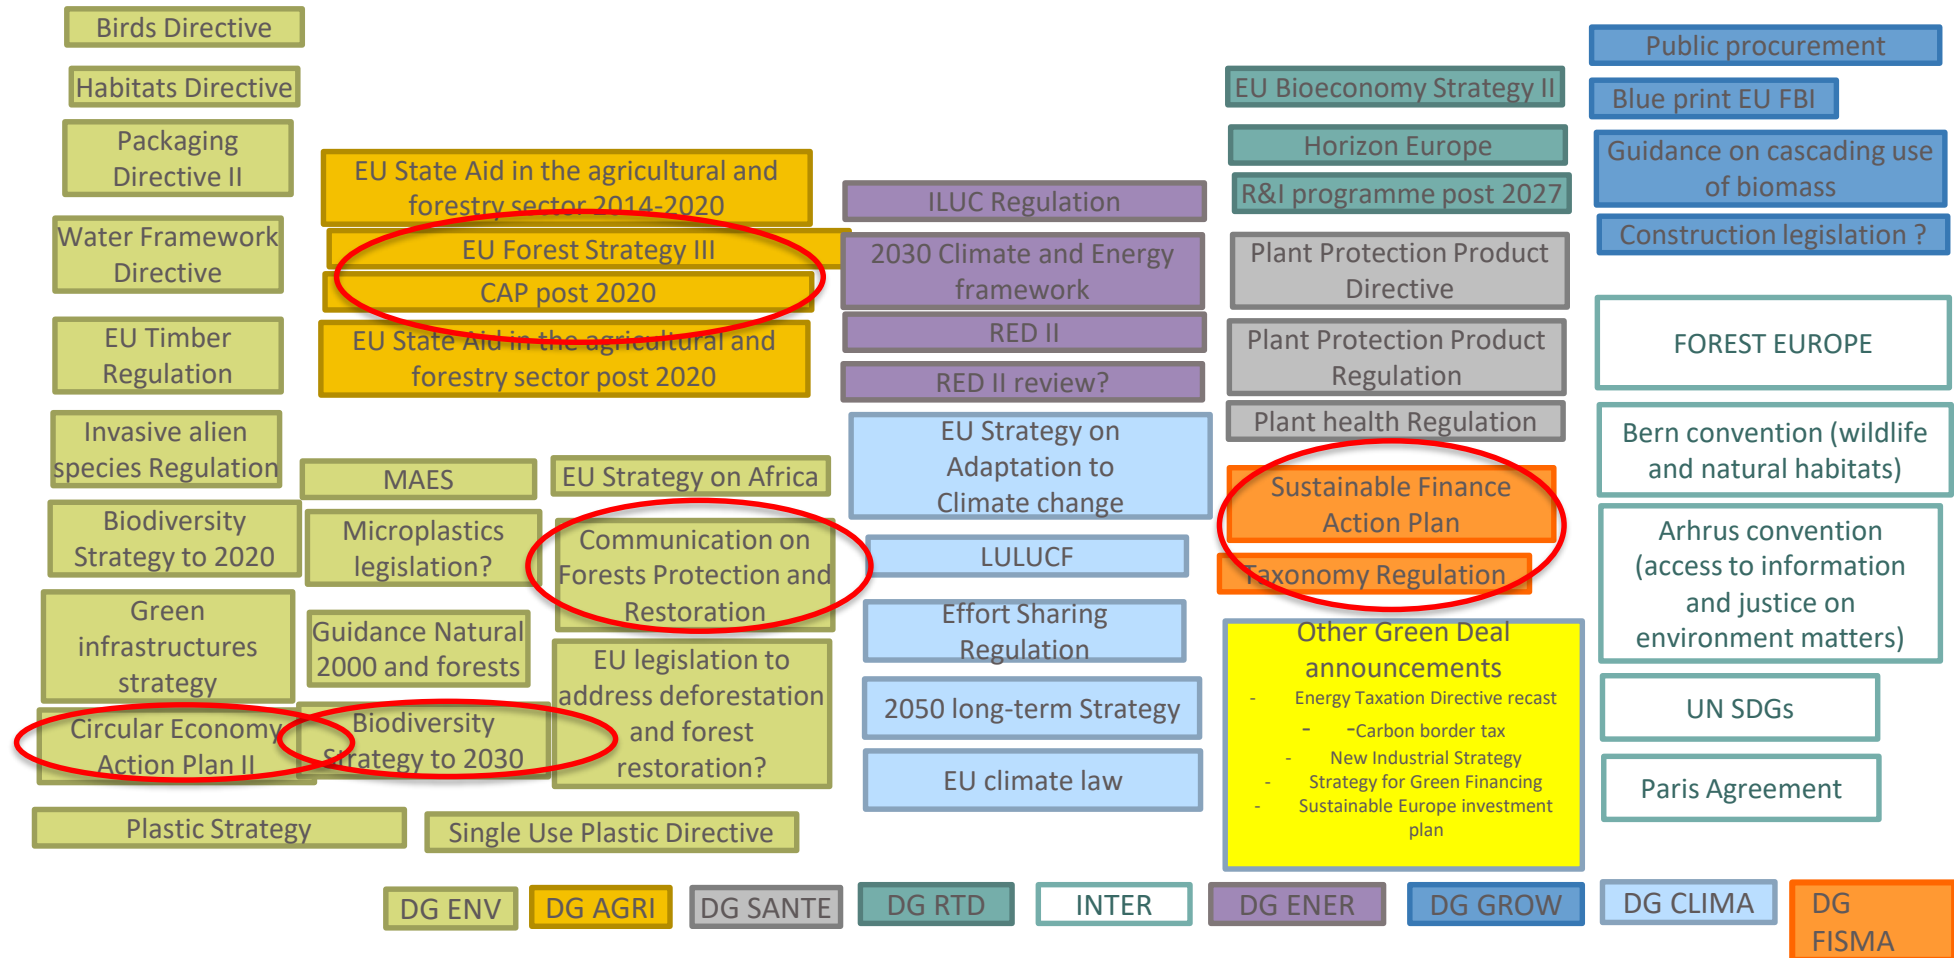 Birds Directive
Habitats Directive
Packaging
Directive II
Water Framework
Directive
EU Timber
Regulation
Invasive alien
species Regulation
Biodiversity
Strategy to 2020
Green
infrastructures
strategy
Circular Economy
Action Plan II
Plastic Strategy
EU State Aid in the agricultural and
forestry sector 2014-2020
EU Forest Strategy III
CAP post 2020
EU State Aid in the agricultural and
forestry sector post 2020
MAES
Microplastics
legislation?
Guidance Natural
2000 and forests
Biodiversity
Strategy to 2030
Single Use Plastic Directive
EU Strategy on Africa
Communication on
Forests Protection and
Restoration
EU legislation to
address deforestation
and forest
restoration?
ILUC Regulation
2030 Climate and Energy
framework
RED II
RED II review?
EU Strategy on
Adaptation to
Climate change
LULUCF
Effort Sharing
Regulation
2050 long-term Strategy
EU climate law
EU Bioeconomy Strategy II
Horizon Europe
R&I programme post 2027
Plant Protection Product
Directive
Plant Protection Product
Regulation
Plant health Regulation
Sustainable Finance
Action Plan
Taxonomy Regulation
Other Green Deal
announcements
- Energy Taxation Directive recast
- -Carbon border tax
- New Industrial Strategy
- Strategy for Green Financing
- Sustainable Europe investment
plan
Public procurement
Blue print EU FBI
Guidance on cascading use
of biomass
Construction legislation ?
FOREST EUROPE
Bern convention (wildlife
and natural habitats)
Arhrus convention
(access to information
and justice on
environment matters)
UN SDGs
Paris Agreement
DG ENV
DG AGRI
DG SANTE
DG RTD
INTER
DG ENER
DG GROW
DG CLIMA
DG
FISMA